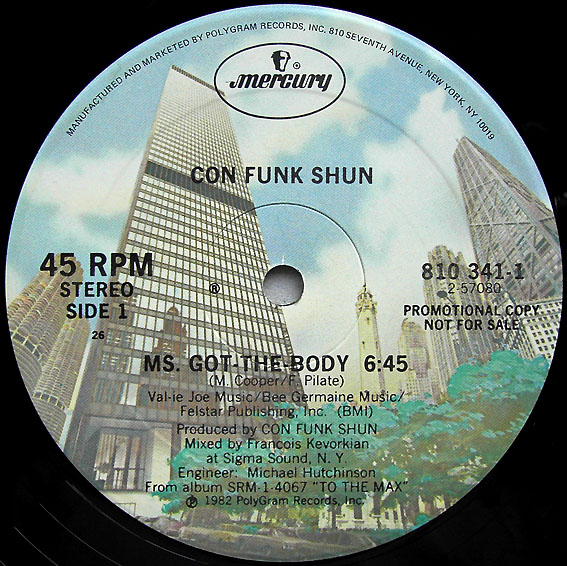 MANUFACTURED AND MARKETED BY POLYGRAM RECORDS, INC. 810 SEVENTH AVENUE, NEW YORK, NY 10019
mercury ®
CON FUNK SHUN
45 RPM
STEREO
SIDE 1
26
®
810 341-1
2-57080
PROMOTIONAL COPY
NOT FOR SALE
MS. GOT-THE-BODY 6:45
(M. Cooper/F. Pilate)
Val-ie Joe Music/Bee Germaine Music/
Felstar Publishing, Inc. (BMI)
Produced by CON FUNK SHUN
Mixed by François Kevorkian
at Sigma Sound, N. Y.
Engineer: Michael Hutchinson
From album SRM-1-4067 "TO THE MAX"
℗ 1982 PolyGram Records, Inc.